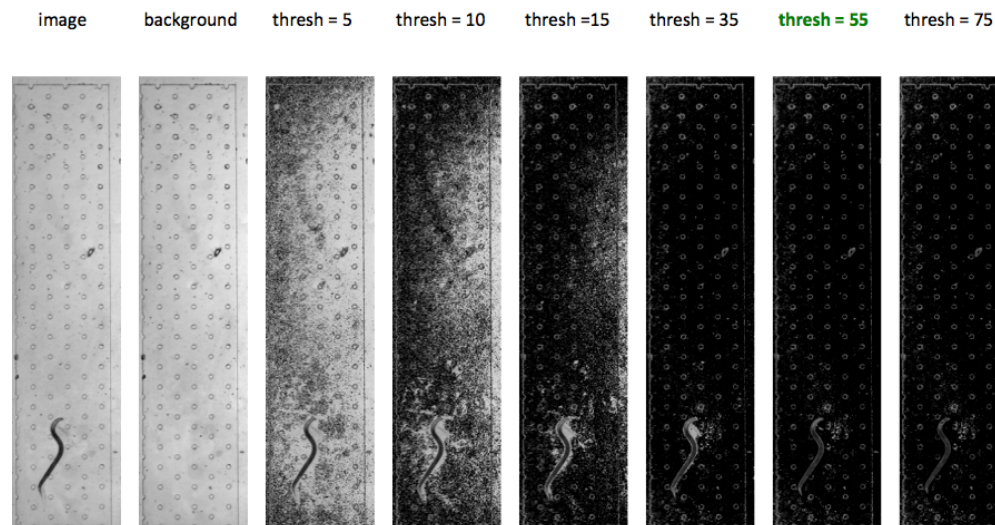 image background thresh = 5 thresh = 10 thresh =15 thresh = 35 thresh = 55 thresh = 75